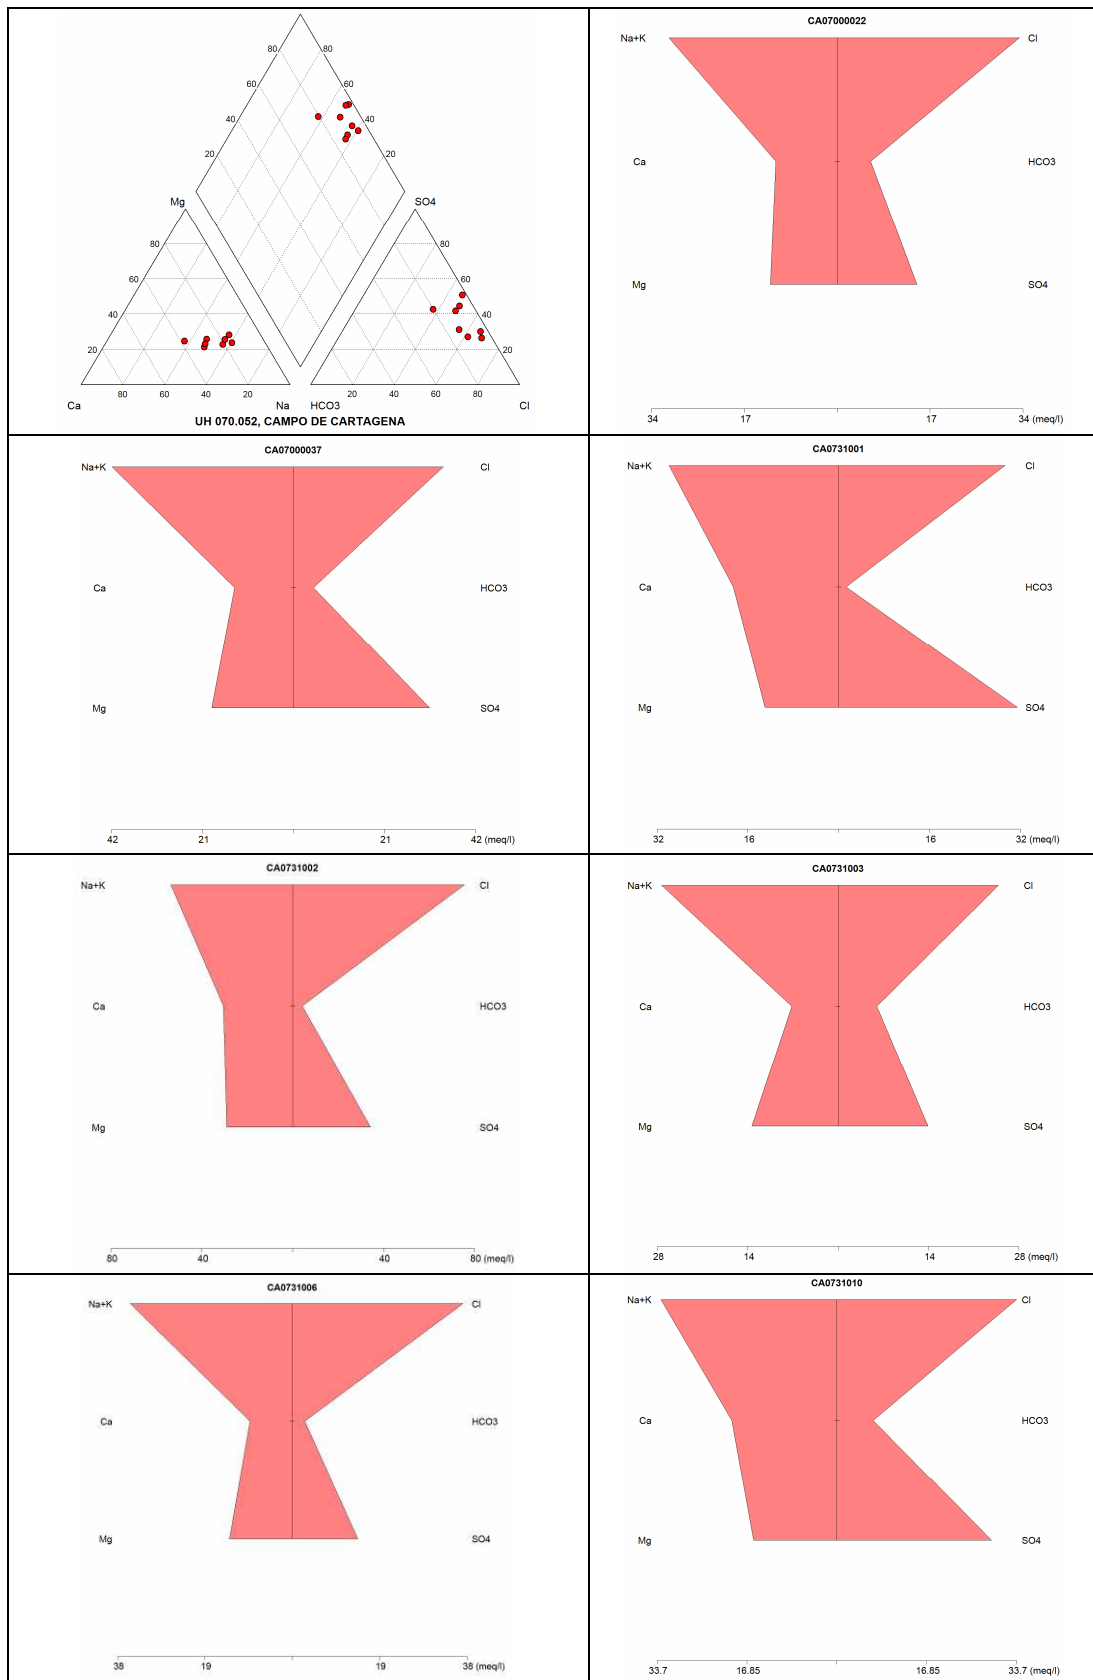 80 80
60 60
40 40
20 20
Mg SO4
80 80
60 60
40 40
20 20
80 60 40 20 20 40 60 80
Ca Na HCO3 Cl
UH 070.052, CAMPO DE CARTAGENA
CA07000022
Na+K Cl
Ca HCO3
Mg SO4
34 17 17 34 (meq/l)
CA07000037
Na+K Cl
Ca HCO3
Mg SO4
42 21 21 42 (meq/l)
CA0731001
Na+K Cl
Ca HCO3
Mg SO4
32 16 16 32 (meq/l)
CA0731002
Na+K Cl
Ca HCO3
Mg SO4
80 40 40 80 (meq/l)
CA0731003
Na+K Cl
Ca HCO3
Mg SO4
28 14 14 28 (meq/l)
CA0731006
Na+K Cl
Ca HCO3
Mg SO4
38 19 19 38 (meq/l)
CA0731010
Na+K Cl
Ca HCO3
Mg SO4
33.7 16.85 16.85 33.7 (meq/l)